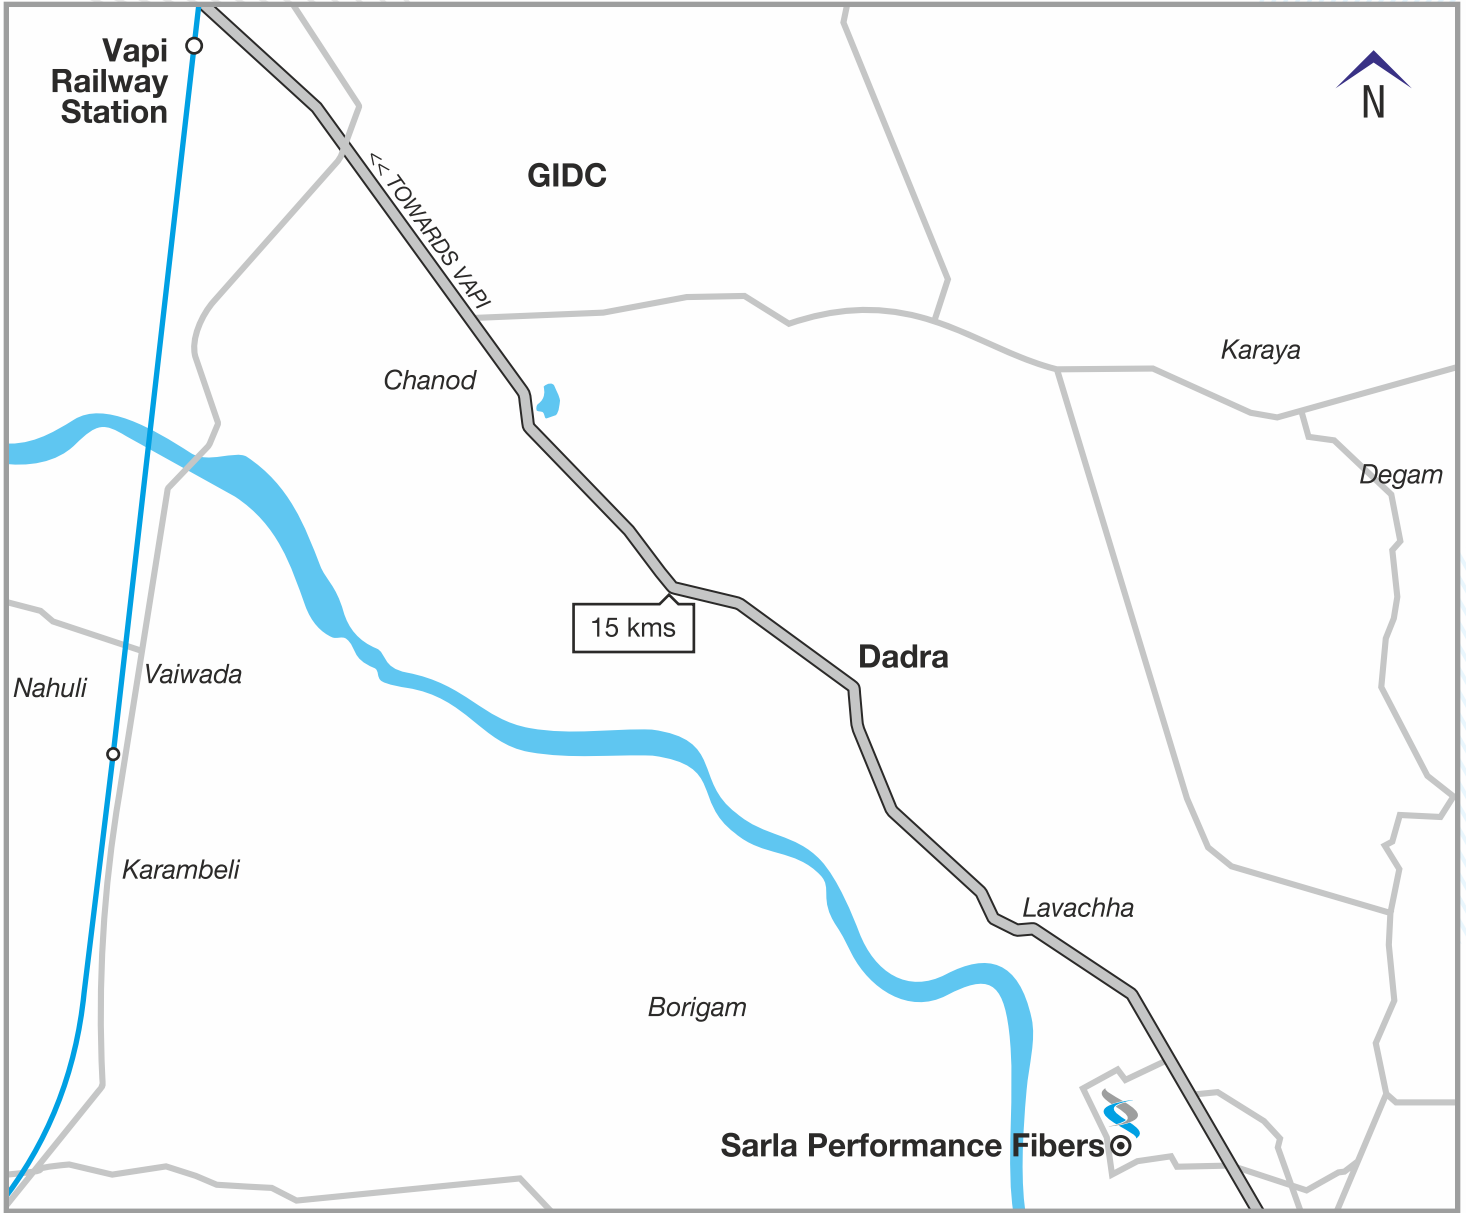 Vapi
Railway
Station
N
<< TOWARDS VAPI
GIDC
Karaya
Chanod
Degam
15 kms
Dadra
Nahuli
Vaiwada
Karambeli
Lavachha
Borigam
Sarla Performance Fibers